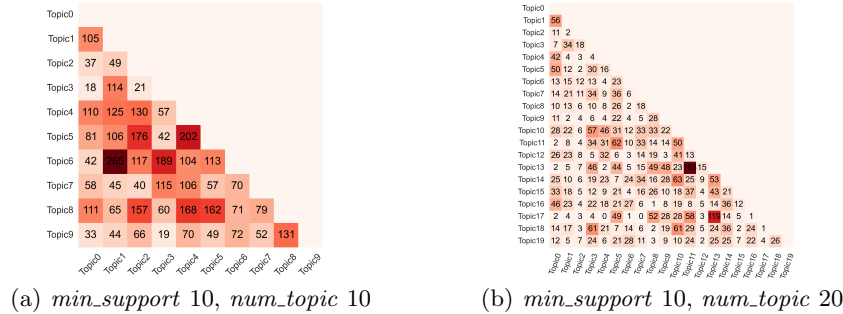 Topic0
Topic1 105
Topic2 37 49
Topic3 18 114 21
Topic4 110 125 130 57
Topic5 81 106 176 42 202
Topic6 42 265 117 189 104 113
Topic7 58 45 40 115 106 57 70
Topic8 111 65 157 60 168 162 71 79
Topic9 33 44 66 19 70 49 72 52 131
Topic0 Topic1 Topic2 Topic3 Topic4 Topic5 Topic6 Topic7 Topic8 Topic9
(a) min_support 10, num_topic 10
Topic0
Topic1 56
Topic2 11 2
Topic3 7 34 18
Topic4 42 4 3 4
Topic5 50 12 2 30 16
Topic6 13 15 12 13 4 23
Topic7 14 21 11 34 9 36 6
Topic8 10 13 6 10 8 26 2 18
Topic9 11 2 4 6 4 22 4 5 28
Topic10 28 22 6 57 46 31 12 33 33 22
Topic11 2 8 4 34 31 62 10 33 12 14 50
Topic12 26 23 8 5 32 6 3 14 19 3 41 13
Topic13 2 5 7 46 2 44 5 15 49 48 23 15
Topic14 25 10 6 19 23 7 24 34 16 28 63 25 9 53
Topic15 33 18 5 12 9 21 4 16 26 10 18 37 4 43 21
Topic16 46 23 4 22 18 21 27 6 1 19 8 5 14 36 12
Topic17 2 4 3 4 0 49 1 0 52 28 28 58 3 119 14 5 1
Topic18 14 17 3 61 21 7 14 6 2 19 61 29 5 24 36 2 24 1
Topic19 12 5 7 24 6 21 28 11 3 9 10 24 2 25 25 7 22 4 26
Topic0 Topic1 Topic2 Topic3 Topic4 Topic5 Topic6 Topic7 Topic8 Topic9 Topic10 Topic11 Topic12 Topic13 Topic14 Topic15 Topic16 Topic17 Topic18 Topic19
(b) min_support 10, num_topic 20